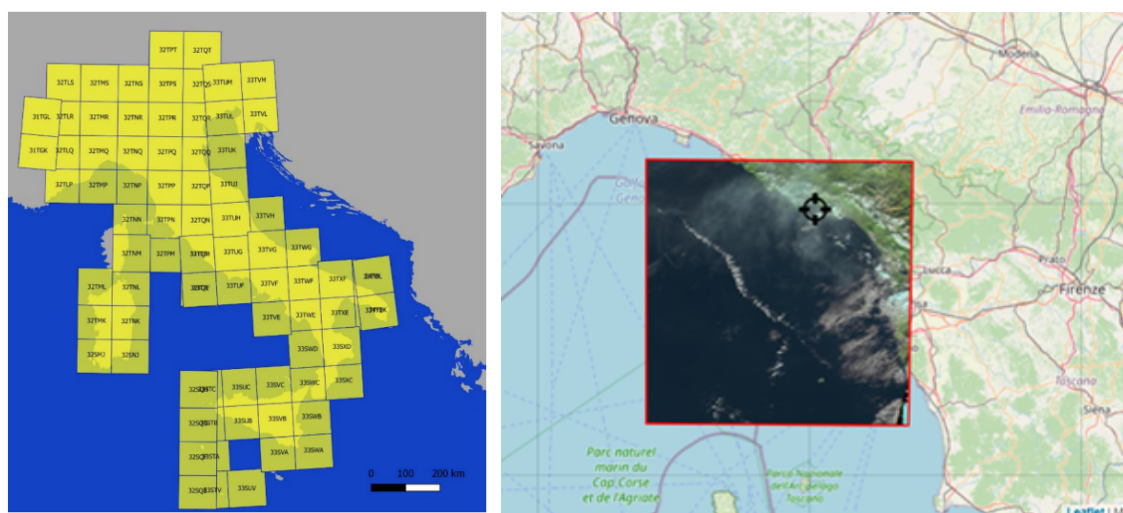 32TPT 32TQT
32TLS 32TMS 32TNS 32TPS 32TQS 33TUM 33TVH
31TGL 32TLR 32TMR 32TNR 32TPR 32TQR 33TUL 33TVL
31TGK 32TLQ 32TMQ 32TNQ 32TPQ 32TQQ 33TUK
32TLP 32TMP 32TNP 32TPP 32TQP
32TNN 32TPN 32TQN 33TUH 33TVH
32TNM 32TPM 33TUG 33TVG 33TWG
32TML 32TNL 33TUF 33TVF 33TWF 33TXF
32TMK 32TNK 33TVE 33TWE 33TXE
32SNJ 33SWD 33SXD
33SUC 33SVC 33SWC 33SXC
33SUB 33SVB 33SWB
33SVA 33SWA
33SUV
0 100 200 km
Modena
Genova
Emilia-Romagna
Savona
Prato
Lucca
Firenze
Toscana
Siena
Parc naturel
marin du
Cap Corse
et de l'Agriate
Parco Nazionale
dell'Arcipelago
Toscano
Leaflet